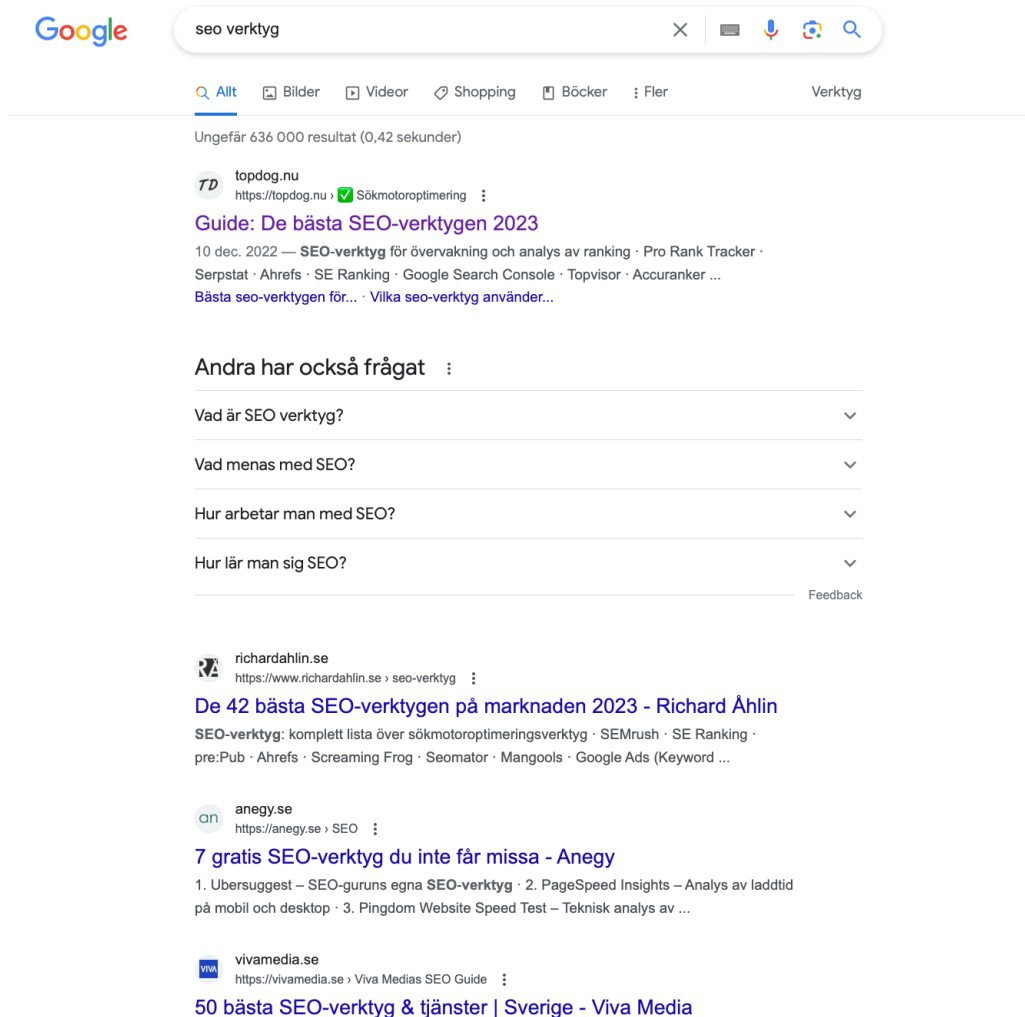 Google
seo verktyg
Allt Bilder Videor Shopping Böcker Fler Verktyg
Ungefär 636 000 resultat (0,42 sekunder)
TD
topdog.nu
https://topdog.nu › ✅ Sökmotoroptimering
Guide: De bästa SEO-verktygen 2023
10 dec. 2022 — SEO-verktyg för övervakning och analys av ranking · Pro Rank Tracker ·
Serpstat · Ahrefs · SE Ranking · Google Search Console · Topvisor · Accuranker ...
Bästa seo-verktygen för... · Vilka seo-verktyg använder...
Andra har också frågat
Vad är SEO verktyg?
Vad menas med SEO?
Hur arbetar man med SEO?
Hur lär man sig SEO?
Feedback
RA
richardahlin.se
https://www.richardahlin.se › seo-verktyg
De 42 bästa SEO-verktygen på marknaden 2023 - Richard Åhlin
SEO-verktyg: komplett lista över sökmotoroptimeringsverktyg · SEMrush · SE Ranking ·
pre:Pub · Ahrefs · Screaming Frog · Seomator · Mangools · Google Ads (Keyword ...
an
anegy.se
https://anegy.se › SEO
7 gratis SEO-verktyg du inte får missa - Anegy
1. Ubersuggest – SEO-guruns egna SEO-verktyg · 2. PageSpeed Insights – Analys av laddtid
på mobil och desktop · 3. Pingdom Website Speed Test – Teknisk analys av ...
VIVA
vivamedia.se
https://vivamedia.se › Viva Medias SEO Guide
50 bästa SEO-verktyg & tjänster | Sverige - Viva Media